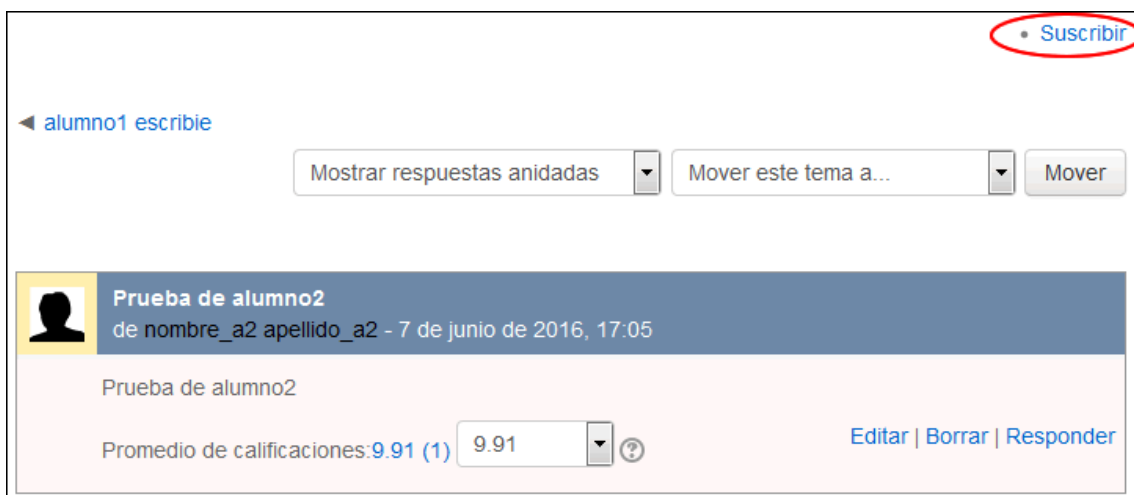 • Suscribir
◄ alumno1 escribie
Mostrar respuestas anidadas Mover este tema a... Mover
Prueba de alumno2
de nombre_a2 apellido_a2 - 7 de junio de 2016, 17:05
Prueba de alumno2
Promedio de calificaciones:9.91 (1) 9.91 ? Editar | Borrar | Responder